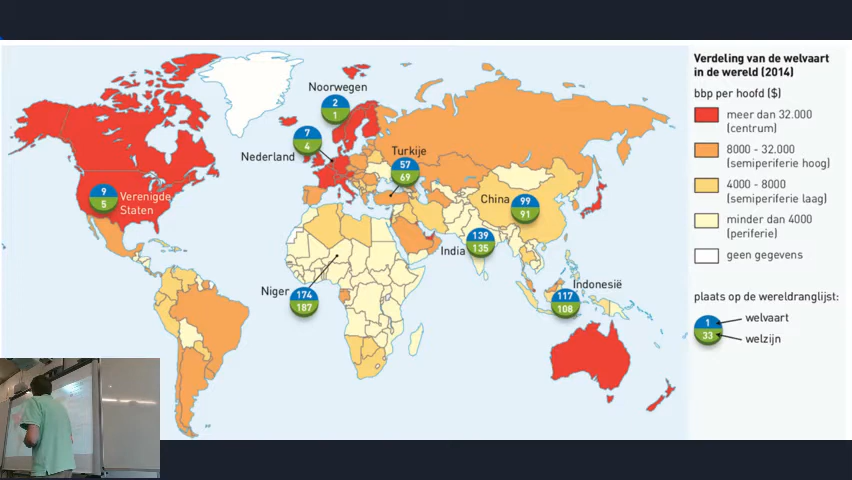 Verdeling van de welvaart
in de wereld (2014)
bbp per hoofd ($)
meer dan 32.000
(centrum)
8000 - 32.000
(semiperiferie hoog)
4000 - 8000
(semiperiferie laag)
minder dan 4000
(periferie)
geen gegevens
plaats op de wereldranglijst:
1
welvaart
33
welzijn
Noorwegen
2
1
7
4
Nederland
Turkije
57
69
9
5
Verenigde
Staten
China
99
91
139
135
India
Niger
174
187
Indonesië
117
108